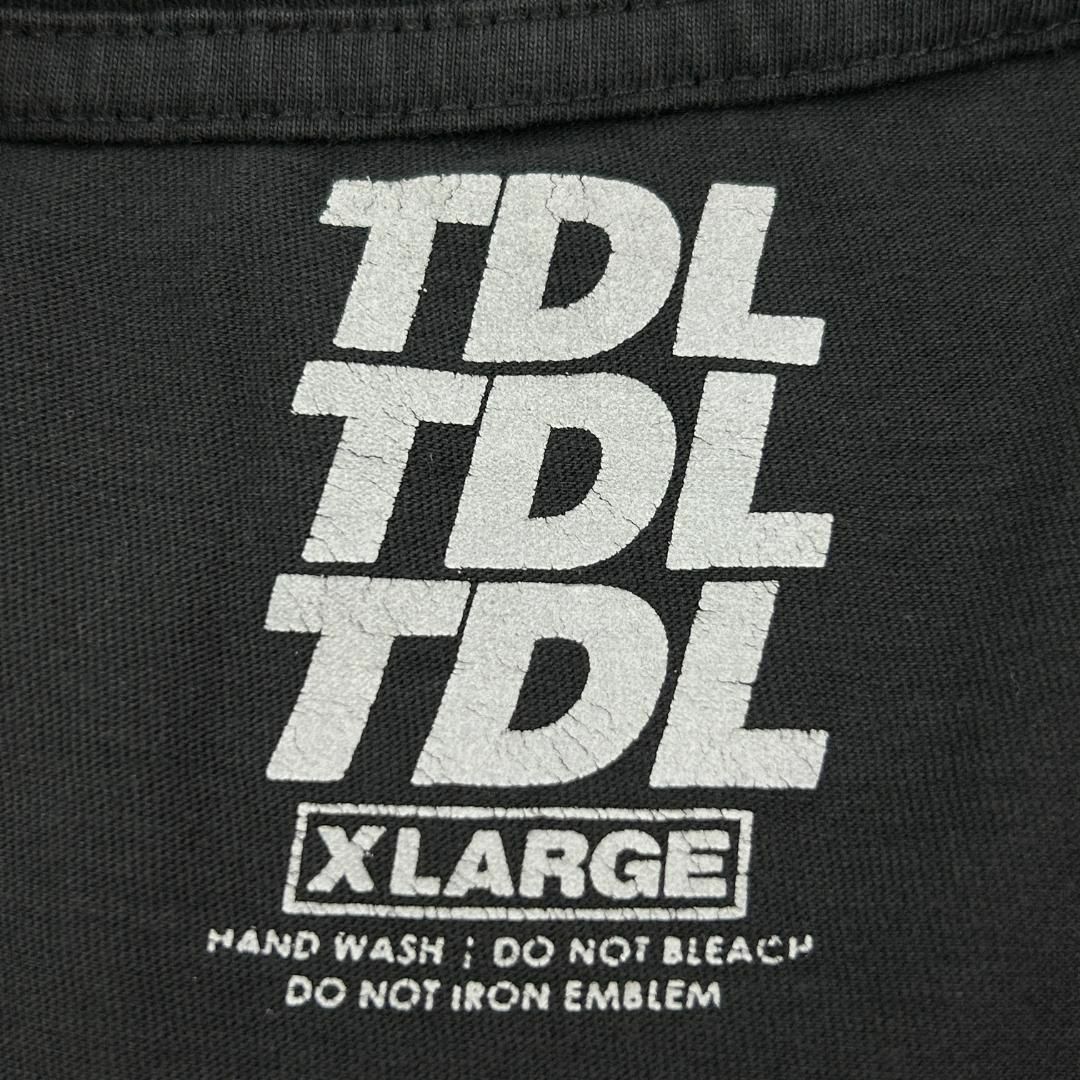 TDL
TDL
TDL
XLARGE
HAND WASH ; DO NOT BLEACH
DO NOT IRON EMBLEM